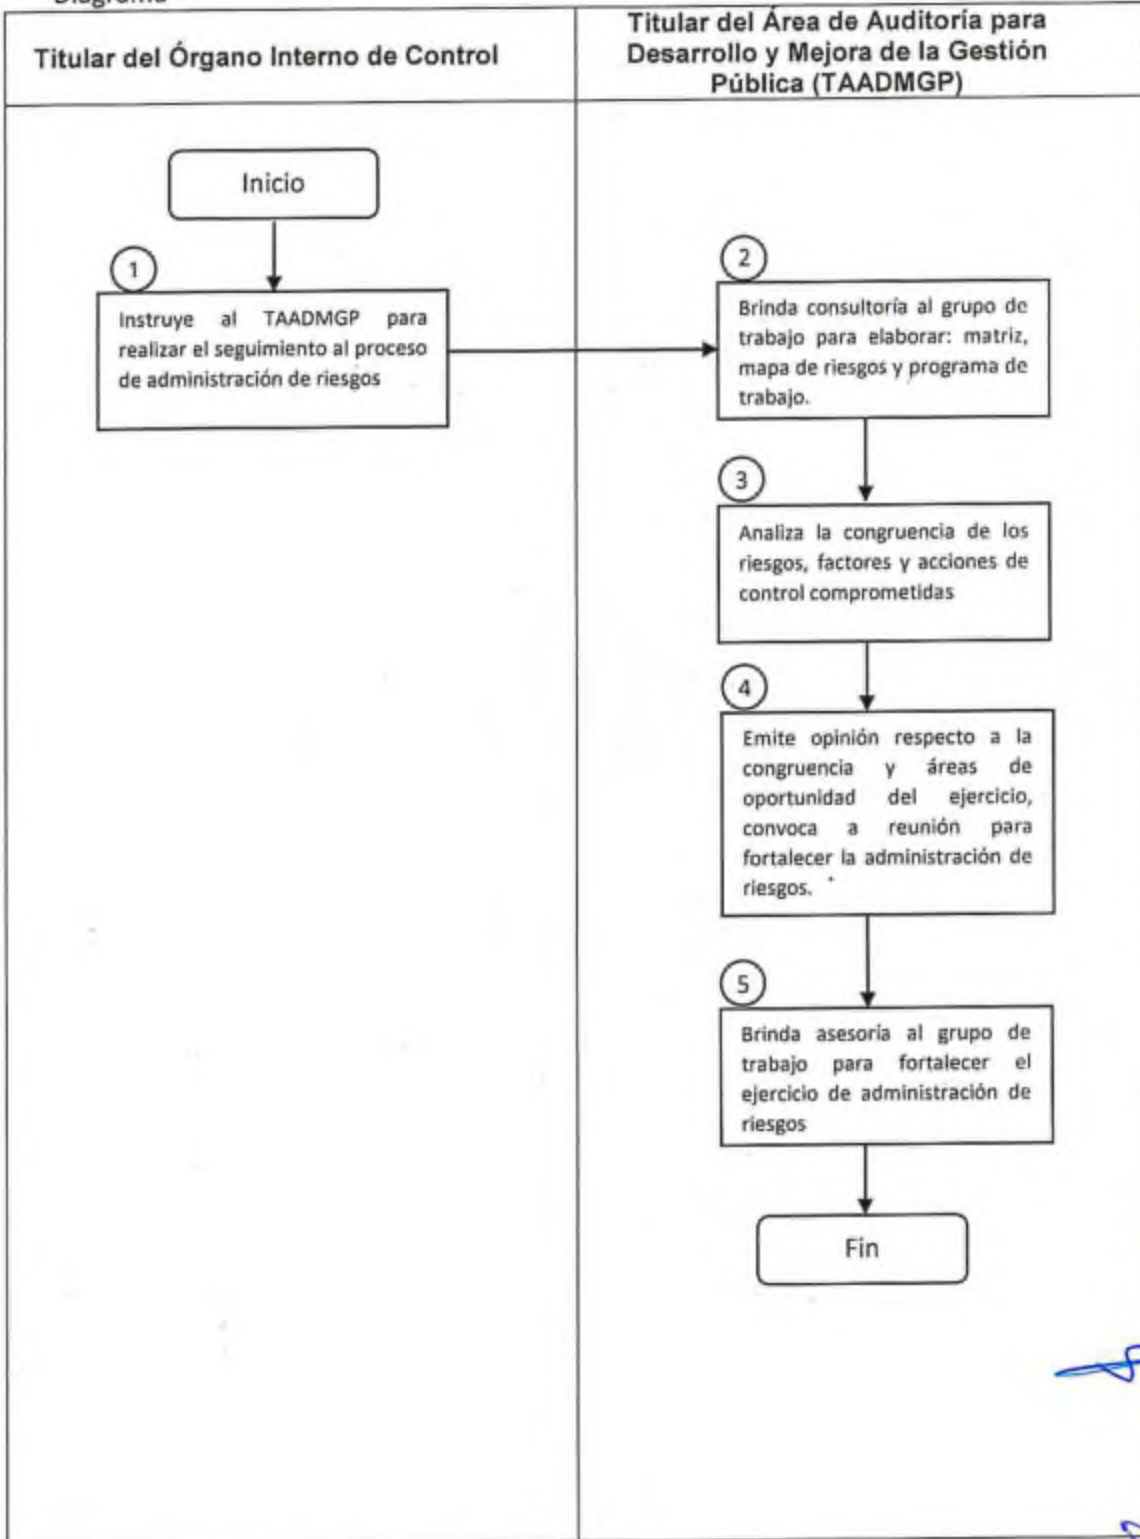 Diagrama
Titular del Órgano Interno de Control
Titular del Área de Auditoría para
Desarrollo y Mejora de la Gestión
Pública (TAADMGP)
Inicio
1
Instruye al TAADMGP para
realizar el seguimiento al proceso
de administración de riesgos
2
Brinda consultoría al grupo de
trabajo para elaborar: matriz,
mapa de riesgos y programa de
trabajo.
3
Analiza la congruencia de los
riesgos, factores y acciones de
control comprometidas
4
Emite opinión respecto a la
congruencia y áreas de
oportunidad del ejercicio,
convoca a reunión para
fortalecer la administración de
riesgos.
5
Brinda asesoría al grupo de
trabajo para fortalecer el
ejercicio de administración de
riesgos
Fin